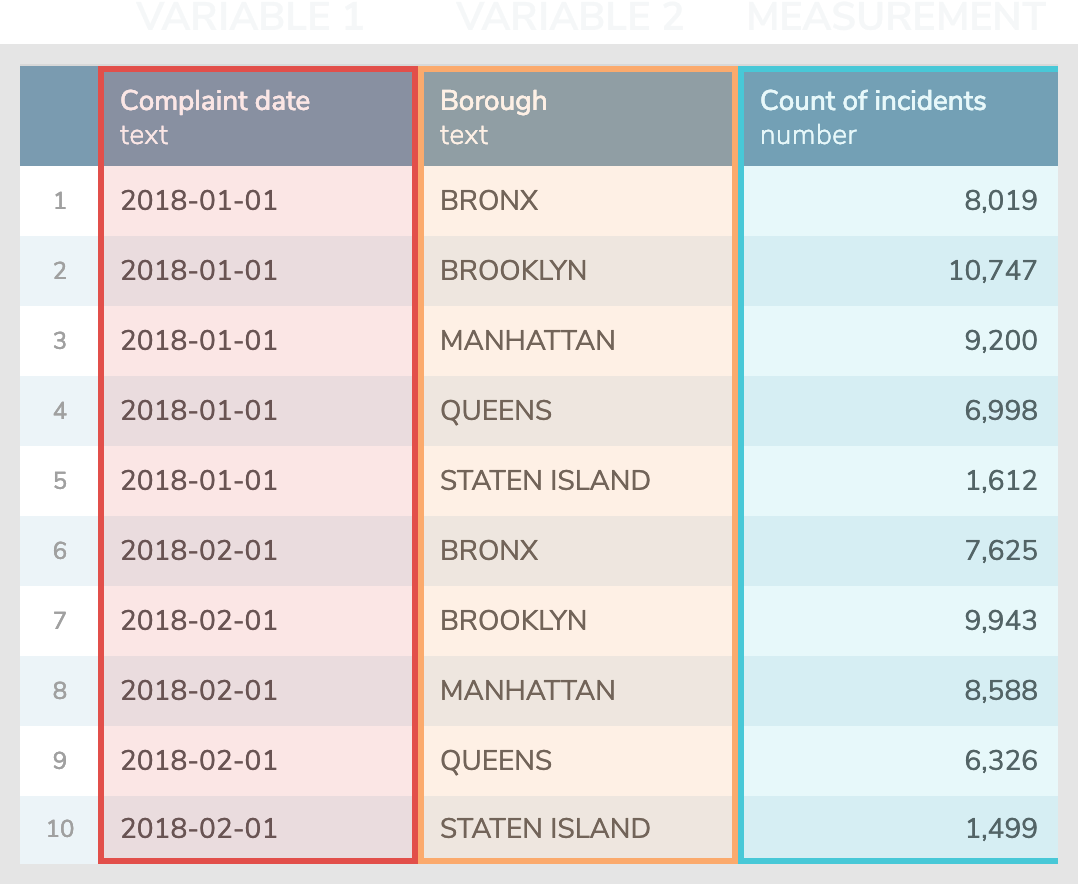 VARIABLE 1 VARIABLE 2 MEASUREMENT
Complaint date Borough Count of incidents
text text number
1 2018-01-01 BRONX 8,019
2 2018-01-01 BROOKLYN 10,747
3 2018-01-01 MANHATTAN 9,200
4 2018-01-01 QUEENS 6,998
5 2018-01-01 STATEN ISLAND 1,612
6 2018-02-01 BRONX 7,625
7 2018-02-01 BROOKLYN 9,943
8 2018-02-01 MANHATTAN 8,588
9 2018-02-01 QUEENS 6,326
10 2018-02-01 STATEN ISLAND 1,499